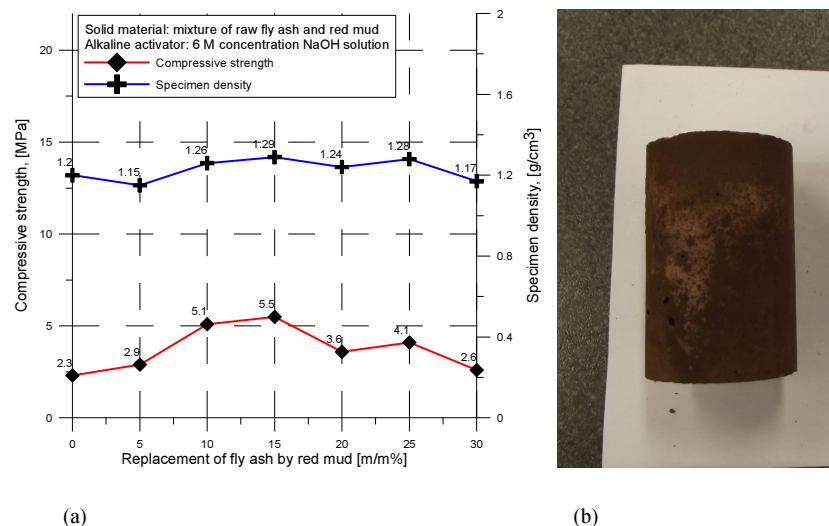 Solid material: mixture of raw fly ash and red mud
Alkaline activator: 6 M concentration NaOH solution
Compressive strength
Specimen density
Compressive strength, [MPa]
20
15
10
5
0
2
1.6
1.2
0.8
0.4
0
Specimen density, [g/cm3]
1.2
1.15
1.26
1.29
1.24
1.28
1.17
2.3
2.9
5.1
5.5
3.6
4.1
2.6
0 5 10 15 20 25 30
Replacement of fly ash by red mud [m/m%]
(a) (b)